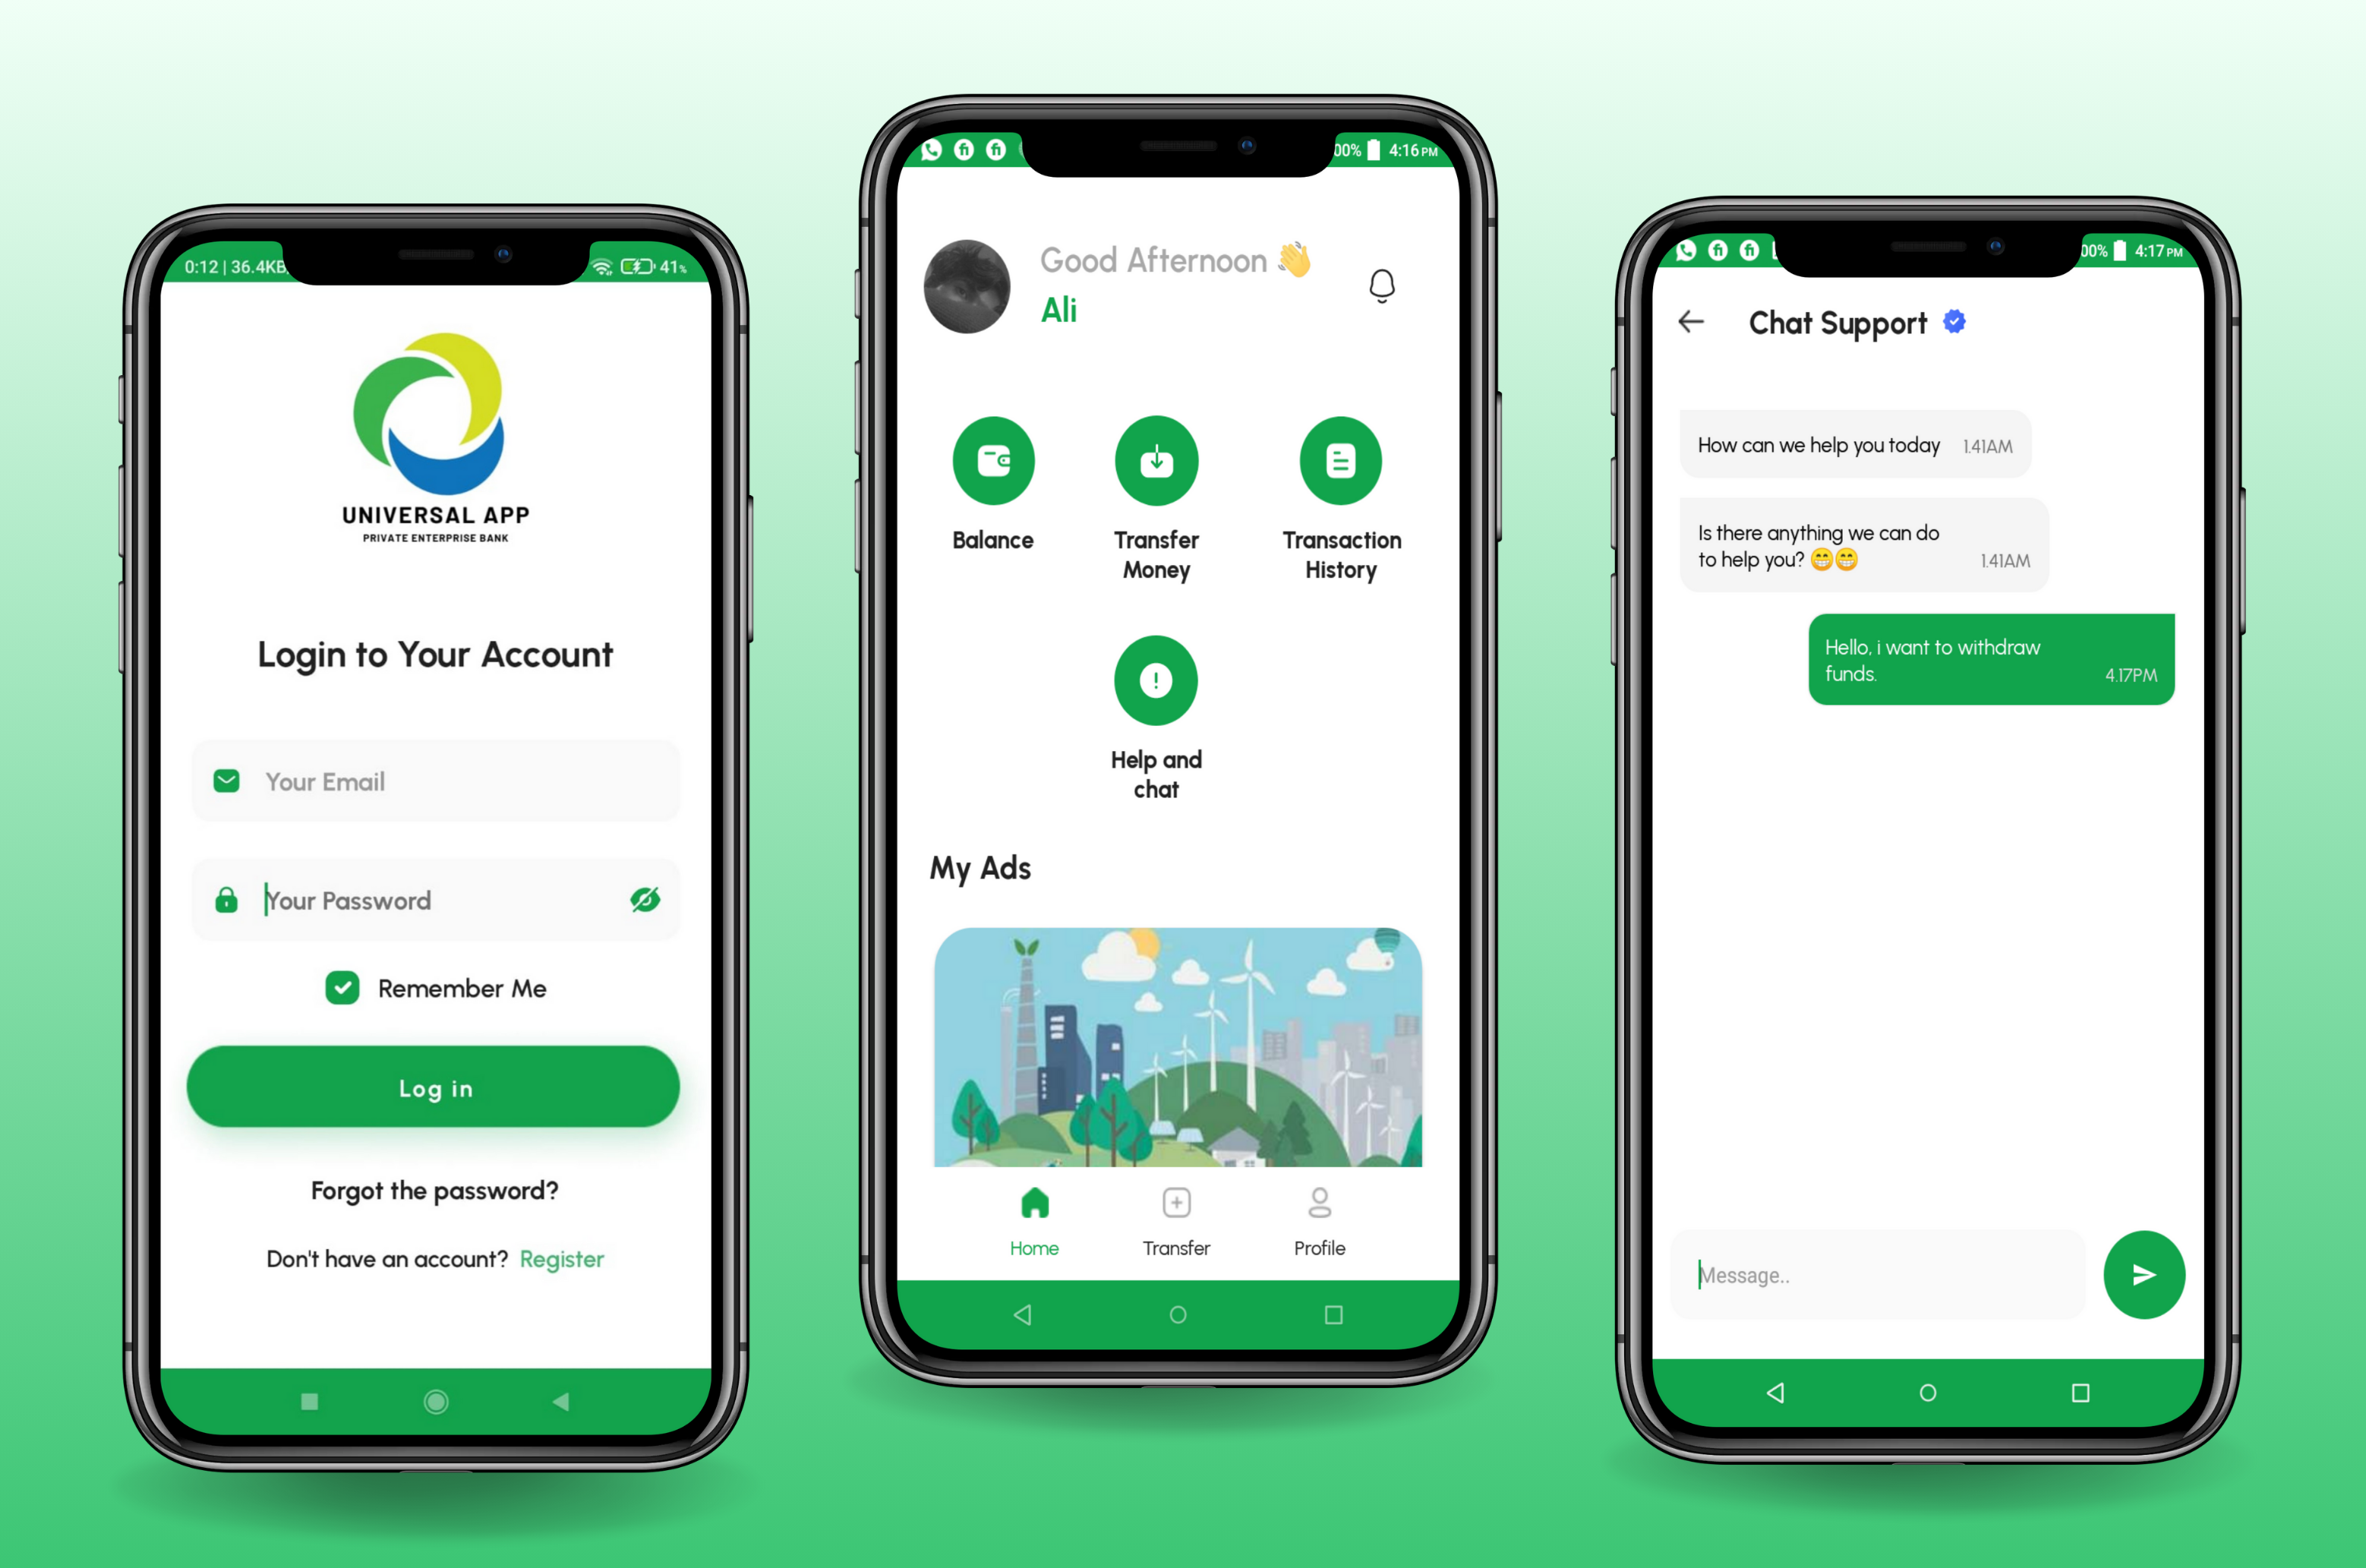 0:12 | 36.4KB
41%
UNIVERSAL APP
PRIVATE ENTERPRISE BANK
Login to Your Account
Your Email
Your Password
Remember Me
Log in
Forgot the password?
Don't have an account? Register
fi fi
00% 4:16 PM
Good Afternoon 👋
Ali
Balance
Transfer
Money
Transaction
History
Help and
chat
My Ads
Home
Transfer
Profile
fi fi
00% 4:17 PM
Chat Support
How can we help you today 1.41AM
Is there anything we can do
to help you? 😁😁 1.41AM
Hello, i want to withdraw
funds. 4.17PM
Message..